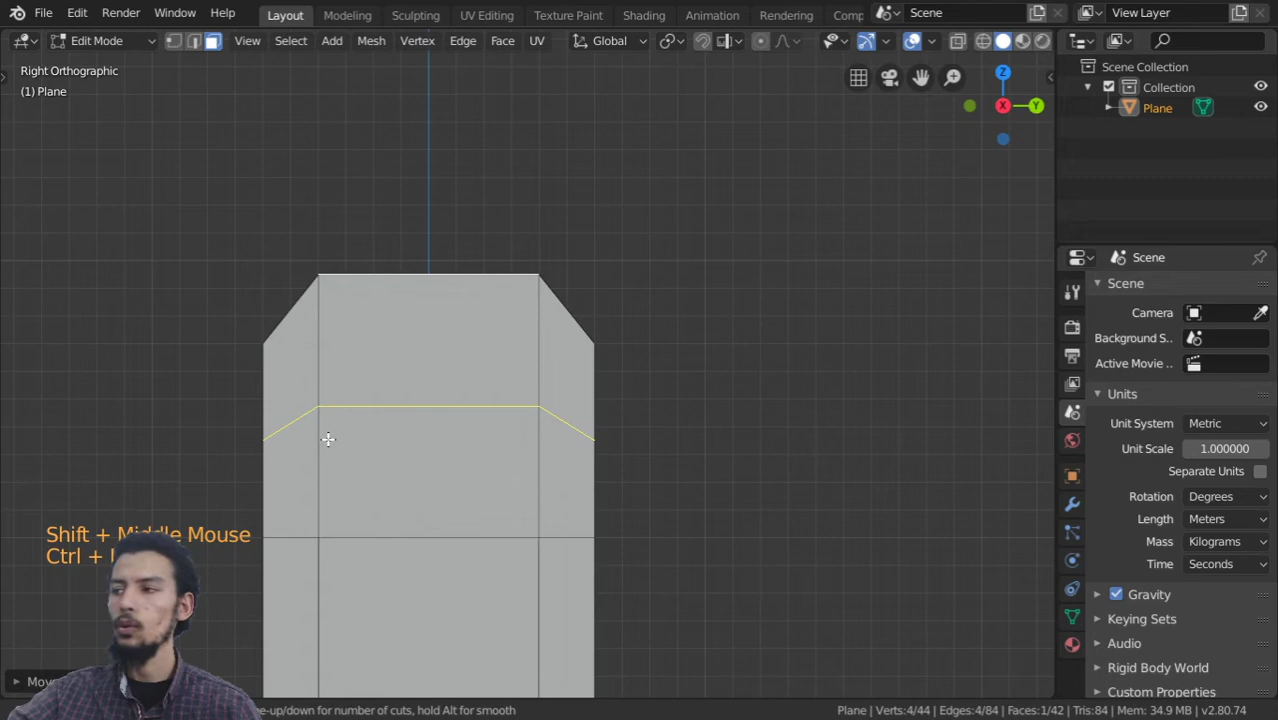 File Edit Render Window Help Layout Modeling Sculpting UV Editing Texture Paint Shading Animation Rendering Comp Scene View Layer
Edit Mode View Select Add Mesh Vertex Edge Face UV Global
Right Orthographic
(1) Plane
Z
X
Y
Scene Collection
Collection
Plane
Scene
Scene
Camera
Background S..
Active Movie ..
Units
Unit System Metric
Unit Scale 1.000000
Separate Units
Rotation Degrees
Length Meters
Mass Kilograms
Time Seconds
Gravity
Keying Sets
Audio
Rigid Body World
Custom Properties
Shift + Middle Mouse
Ctrl +
Mov
e-up/down for number of cuts, hold Alt for smooth
Plane | Verts:4/44 | Edges:4/84 | Faces:1/42 | Tris:84 | Mem: 34.9 MB | v2.80.74